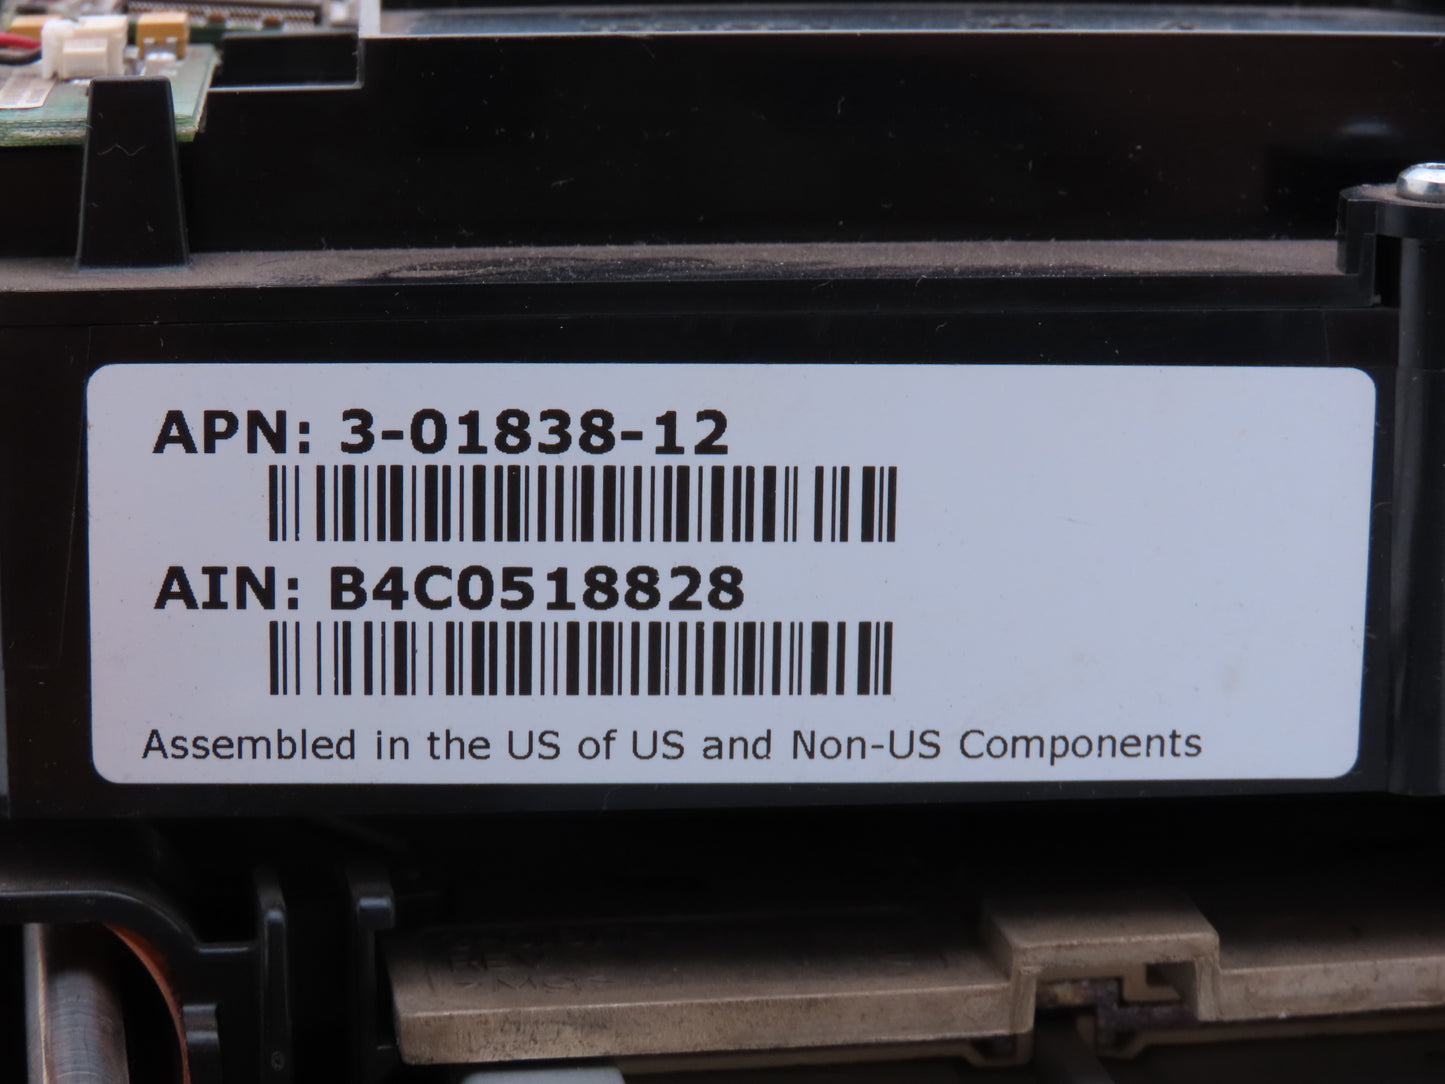 APN: 3-01838-12
AIN: B4C0518828
Assembled in the US of US and Non-US Components